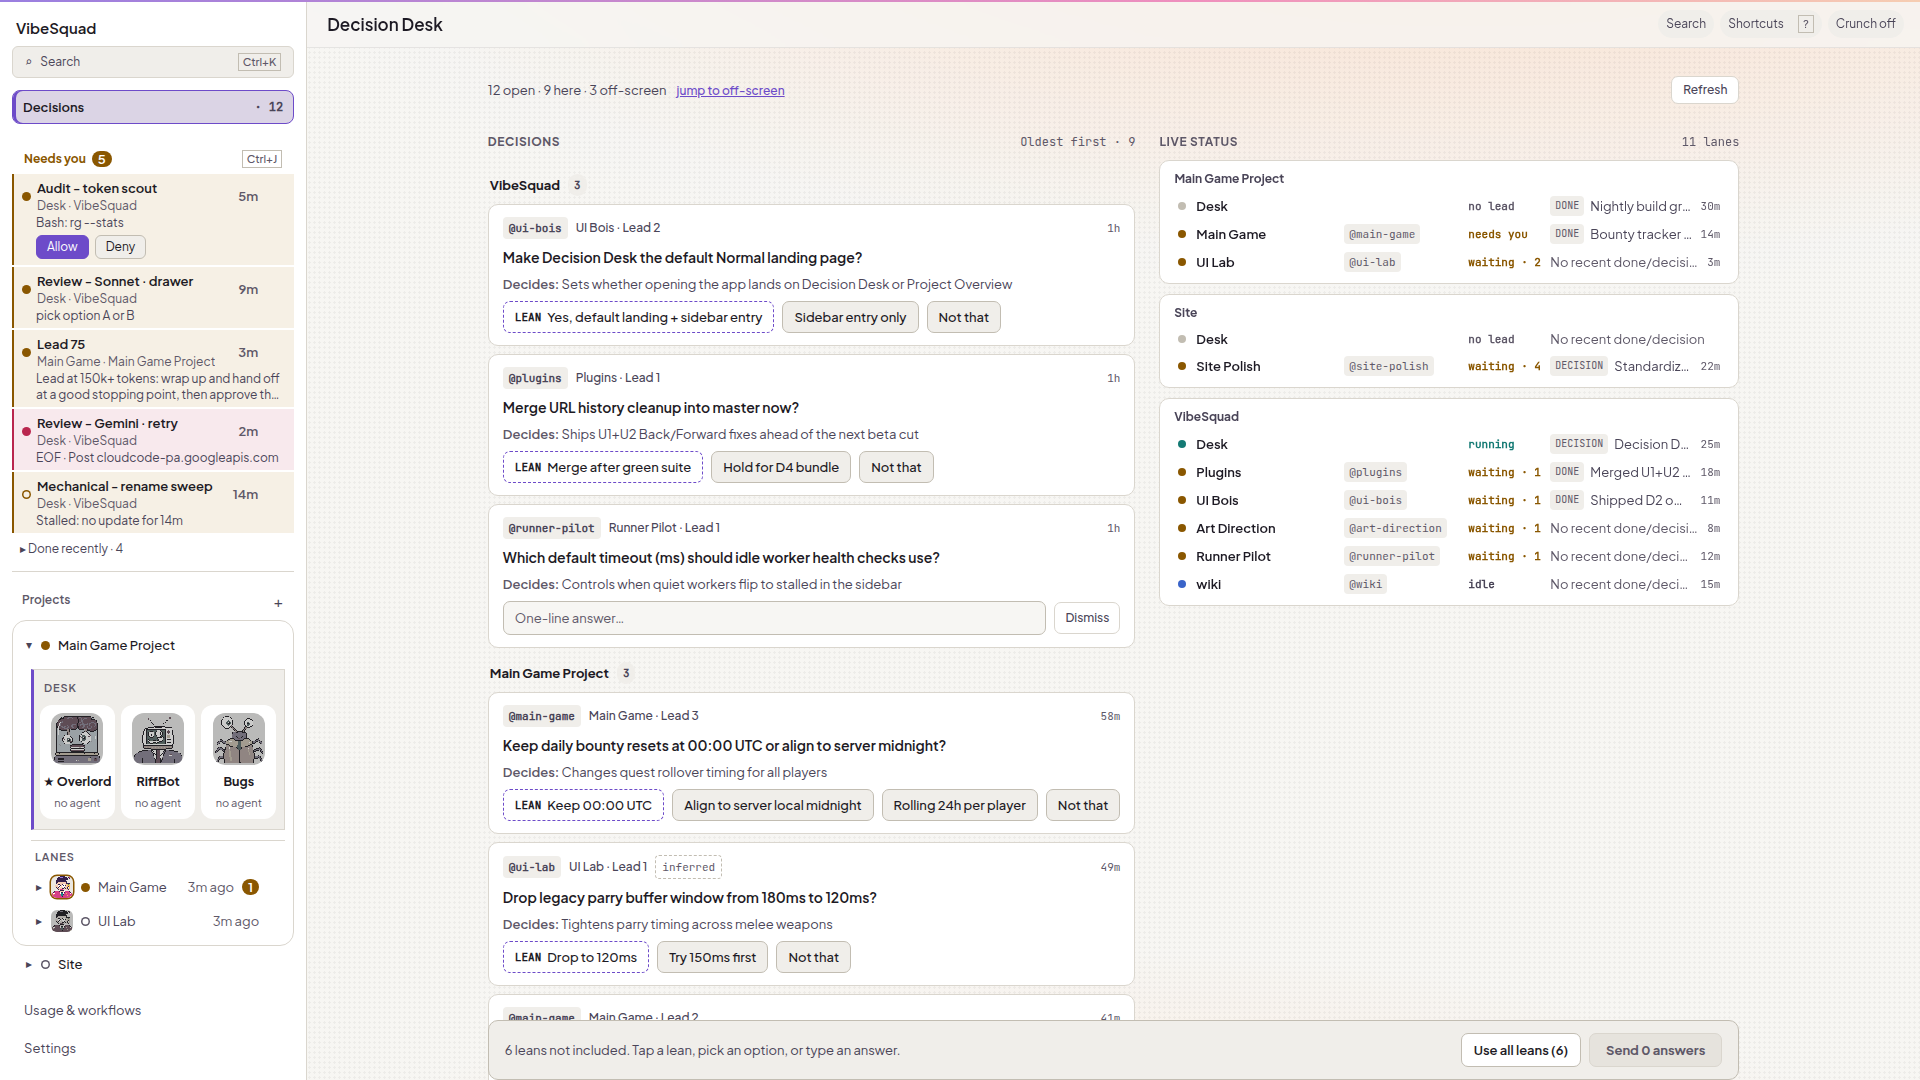 VibeSquad
Search
Ctrl+K
Decisions
· 12
Needs you 5
Ctrl+J
Audit – token scout
5m
Desk · VibeSquad
Bash: rg --stats
Allow
Deny
Review – Sonnet · drawer
9m
Desk · VibeSquad
pick option A or B
Lead 75
3m
Main Game · Main Game Project
Lead at 150k+ tokens: wrap up and hand off
at a good stopping point, then approve th…
Review – Gemini · retry
2m
Desk · VibeSquad
EOF · Post cloudcode-pa.googleapis.com
Mechanical – rename sweep
14m
Desk · VibeSquad
Stalled: no update for 14m
▸ Done recently · 4
Projects
+
▾ Main Game Project
DESK
★ Overlord
no agent
RiffBot
no agent
Bugs
no agent
LANES
▸ Main Game 3m ago 1
▸ UI Lab 3m ago
▸ Site
Usage & workflows
Settings
Decision Desk
Search
Shortcuts ?
Crunch off
12 open · 9 here · 3 off-screen jump to off-screen
Refresh
DECISIONS
Oldest first · 9
VibeSquad 3
@ui-bois UI Bois · Lead 2 1h
Make Decision Desk the default Normal landing page?
Decides: Sets whether opening the app lands on Decision Desk or Project Overview
LEAN Yes, default landing + sidebar entry
Sidebar entry only
Not that
@plugins Plugins · Lead 1 1h
Merge URL history cleanup into master now?
Decides: Ships U1+U2 Back/Forward fixes ahead of the next beta cut
LEAN Merge after green suite
Hold for D4 bundle
Not that
@runner-pilot Runner Pilot · Lead 1 1h
Which default timeout (ms) should idle worker health checks use?
Decides: Controls when quiet workers flip to stalled in the sidebar
One-line answer…
Dismiss
Main Game Project 3
@main-game Main Game · Lead 3 58m
Keep daily bounty resets at 00:00 UTC or align to server midnight?
Decides: Changes quest rollover timing for all players
LEAN Keep 00:00 UTC
Align to server local midnight
Rolling 24h per player
Not that
@ui-lab UI Lab · Lead 1 inferred 49m
Drop legacy parry buffer window from 180ms to 120ms?
Decides: Tightens parry timing across melee weapons
LEAN Drop to 120ms
Try 150ms first
Not that
@main-game Main Game · Lead 2 41m
LIVE STATUS
11 lanes
Main Game Project
Desk no lead DONE Nightly build gr… 30m
Main Game @main-game needs you DONE Bounty tracker … 14m
UI Lab @ui-lab waiting · 2 No recent done/decisi… 3m
Site
Desk no lead No recent done/decision
Site Polish @site-polish waiting · 4 DECISION Standardiz… 22m
VibeSquad
Desk running DECISION Decision D… 25m
Plugins @plugins waiting · 1 DONE Merged U1+U2 … 18m
UI Bois @ui-bois waiting · 1 DONE Shipped D2 o… 11m
Art Direction @art-direction waiting · 1 No recent done/decisi… 8m
Runner Pilot @runner-pilot waiting · 1 No recent done/deci… 12m
wiki @wiki idle No recent done/deci… 15m
6 leans not included. Tap a lean, pick an option, or type an answer.
Use all leans (6)
Send 0 answers